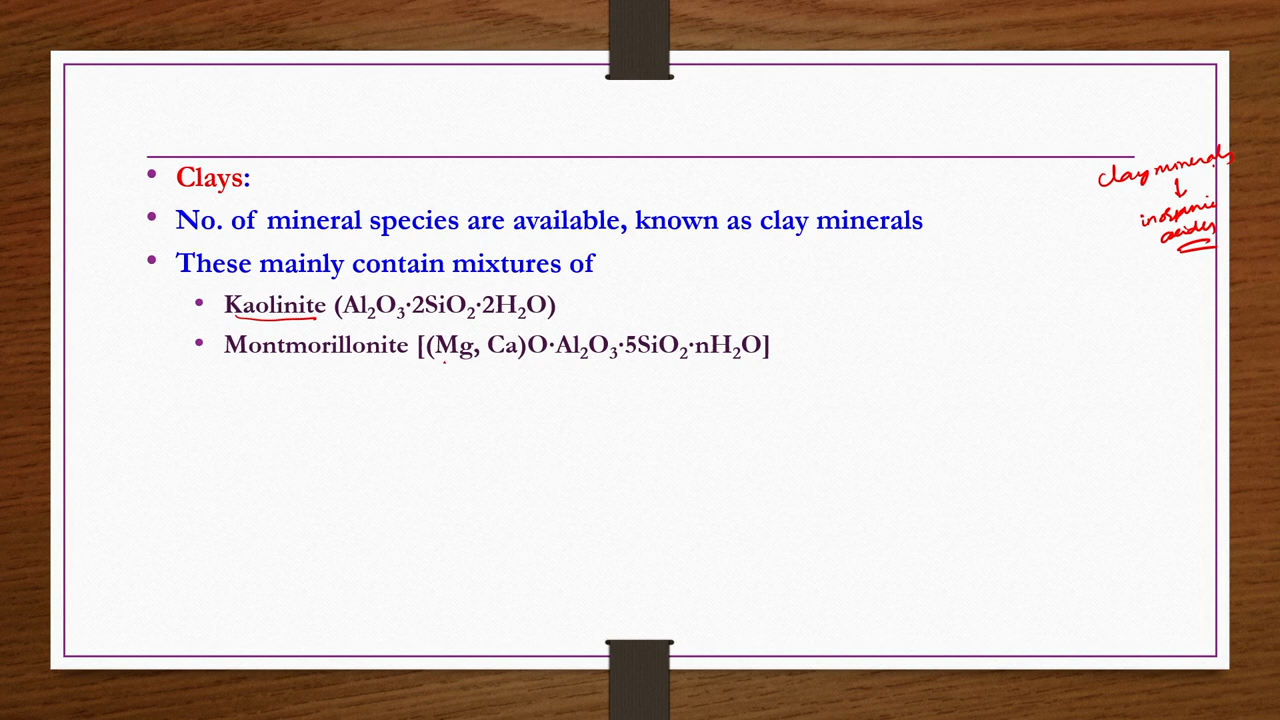 Clays:
No. of mineral species are available, known as clay minerals
These mainly contain mixtures of
Kaolinite (Al₂O₃·2SiO₂·2H₂O)
Montmorillonite [(Mg, Ca)O·Al₂O₃·5SiO₂·nH₂O]
clay minerals
↓
inorganic